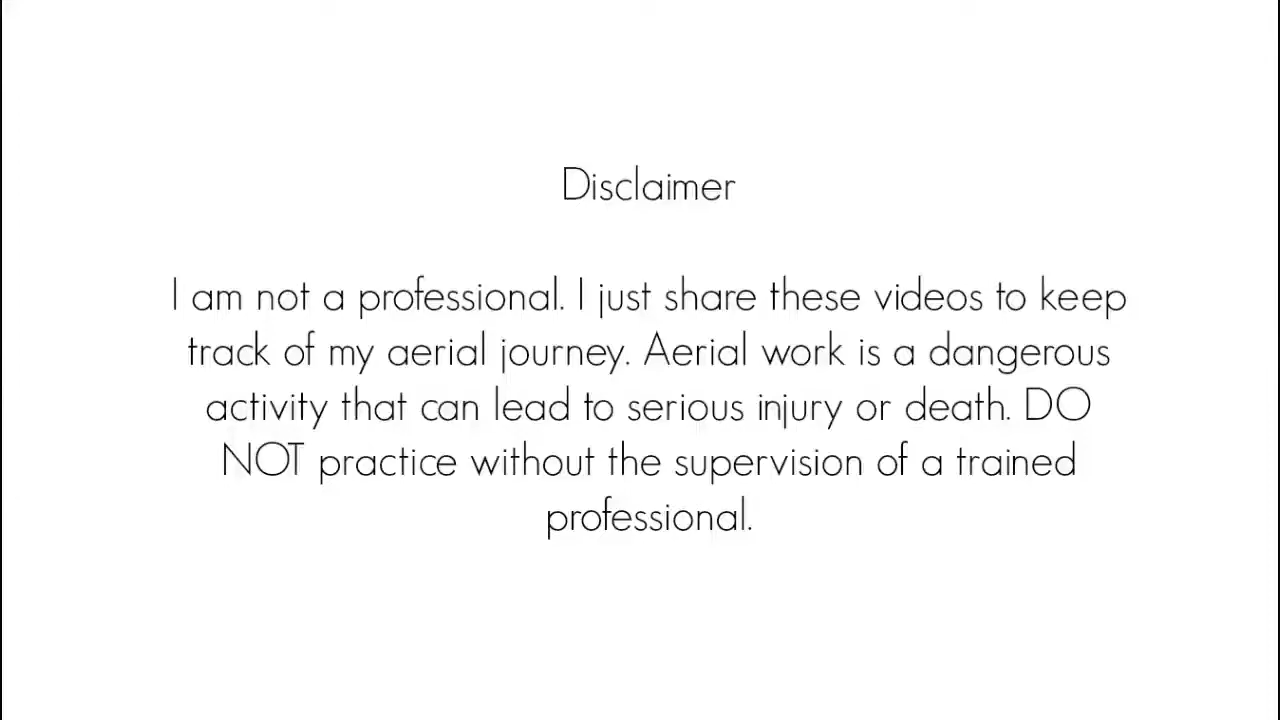 Disclaimer
I am not a professional. I just share these videos to keep
track of my aerial journey. Aerial work is a dangerous
activity that can lead to serious injury or death. DO
NOT practice without the supervision of a trained
professional.